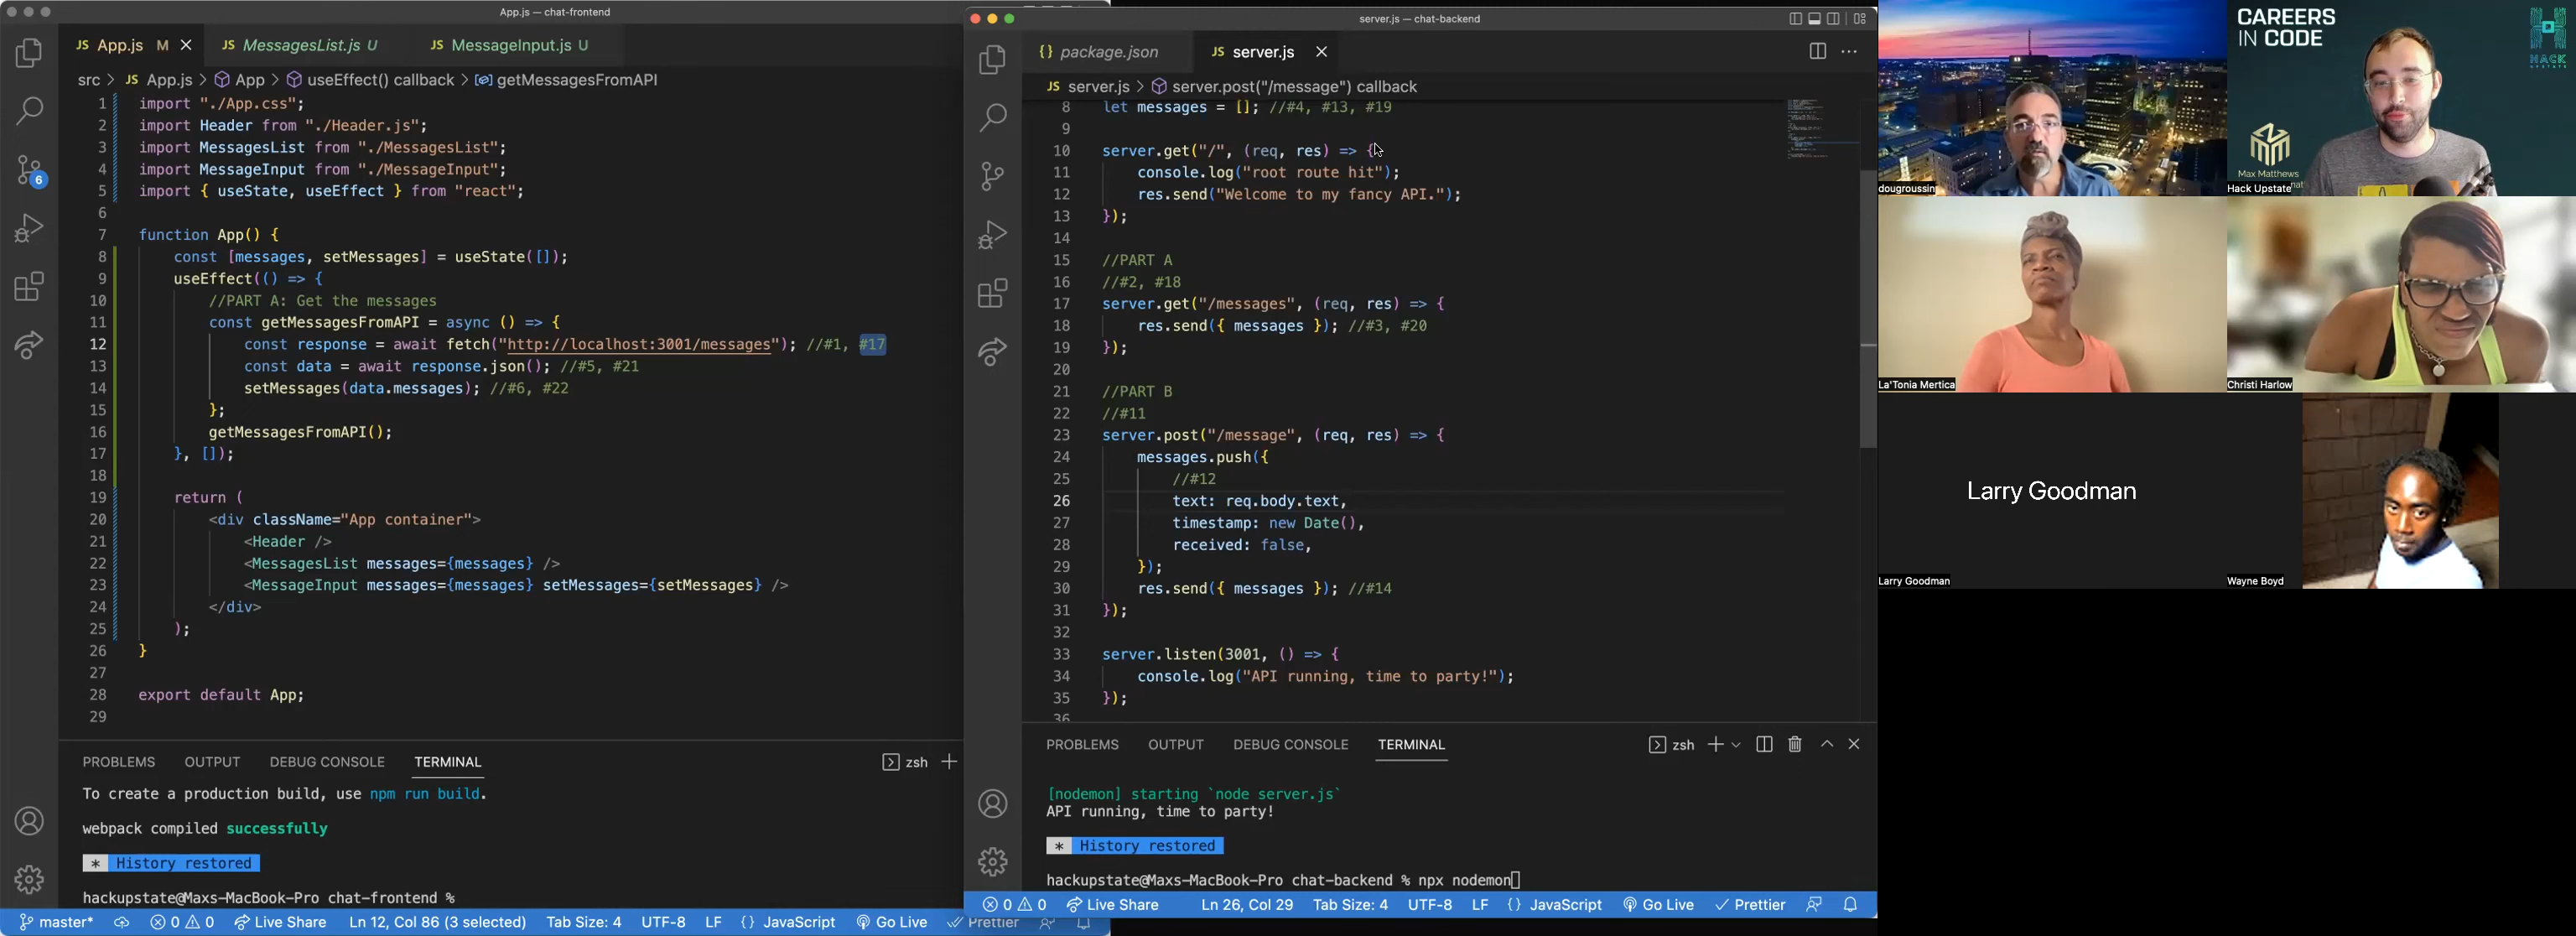 App.js — chat-frontend
JS App.js M
JS MessagesList.js U
JS MessageInput.js U
src > JS App.js > App > useEffect() callback > getMessagesFromAPI
1 import "./App.css";
2 import Header from "./Header.js";
3 import MessagesList from "./MessagesList";
4 import MessageInput from "./MessageInput";
5 import { useState, useEffect } from "react";
6
7 function App() {
8 const [messages, setMessages] = useState([]);
9 useEffect(() => {
10 //PART A: Get the messages
11 const getMessagesFromAPI = async () => {
12 const response = await fetch("http://localhost:3001/messages"); //#1, #17
13 const data = await response.json(); //#5, #21
14 setMessages(data.messages); //#6, #22
15 };
16 getMessagesFromAPI();
17 }, []);
18
19 return (
20 <div className="App container">
21 <Header />
22 <MessagesList messages={messages} />
23 <MessageInput messages={messages} setMessages={setMessages} />
24 </div>
25 );
26 }
27
28 export default App;
29
6
PROBLEMS OUTPUT DEBUG CONSOLE TERMINAL
zsh
To create a production build, use npm run build.
webpack compiled successfully
* History restored
hackupstate@Maxs-MacBook-Pro chat-frontend %
master* 0 0 Live Share Ln 12, Col 86 (3 selected) Tab Size: 4 UTF-8 LF {} JavaScript Go Live Prettier
server.js — chat-backend
{} package.json
JS server.js
JS server.js > server.post("/message") callback
8 let messages = []; //#4, #13, #19
9
10 server.get("/", (req, res) => {
11 console.log("root route hit");
12 res.send("Welcome to my fancy API.");
13 });
14
15 //PART A
16 //#2, #18
17 server.get("/messages", (req, res) => {
18 res.send({ messages }); //#3, #20
19 });
20
21 //PART B
22 //#11
23 server.post("/message", (req, res) => {
24 messages.push({
25 //#12
26 text: req.body.text,
27 timestamp: new Date(),
28 received: false,
29 });
30 res.send({ messages }); //#14
31 });
32
33 server.listen(3001, () => {
34 console.log("API running, time to party!");
35 });
36
PROBLEMS OUTPUT DEBUG CONSOLE TERMINAL
zsh
[nodemon] starting `node server.js`
API running, time to party!
* History restored
hackupstate@Maxs-MacBook-Pro chat-backend % npx nodemon
0 0 Live Share Ln 26, Col 29 Tab Size: 4 UTF-8 LF {} JavaScript Go Live Prettier
dougroussin
CAREERS
IN CODE
HACK
UPSTATE
Max Matthews
Hack Upstate
La'Tonia Mertica
Christi Harlow
Larry Goodman
Larry Goodman
Wayne Boyd